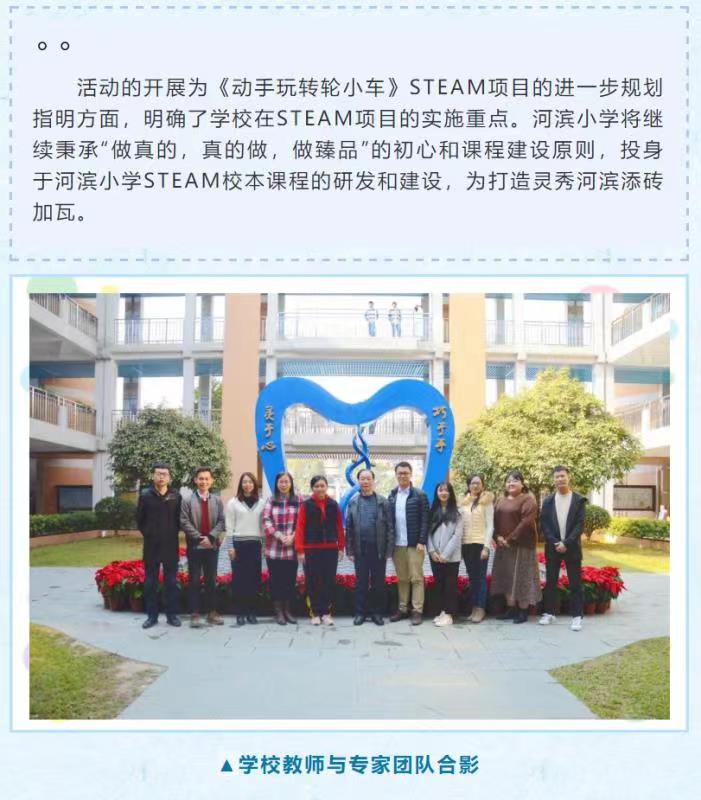 。。
活动的开展为《动手玩转轮小车》STEAM项目的进一步规划
指明方面，明确了学校在STEAM项目的实施重点。河滨小学将继
续秉承“做真的，真的做，做臻品”的初心和课程建设原则，投身
于河滨小学STEAM校本课程的研发和建设，为打造灵秀河滨添砖
加瓦。
灵于心
巧于手
▲学校教师与专家团队合影